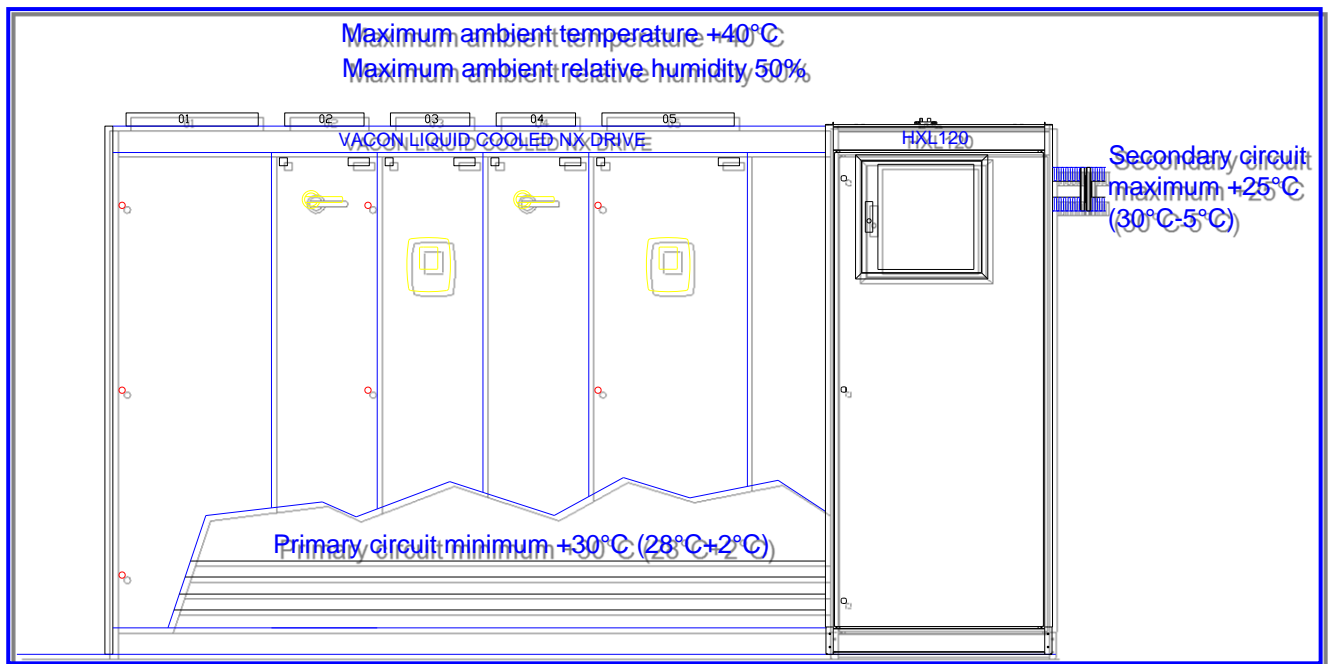 Maximum ambient temperature +40°C
Maximum ambient relative humidity 50%
01 02 03 04 05
VACON LIQUID COOLED NX DRIVE
HXL120
Secondary circuit
maximum +25°C
(30°C-5°C)
Primary circuit minimum +30°C (28°C+2°C)